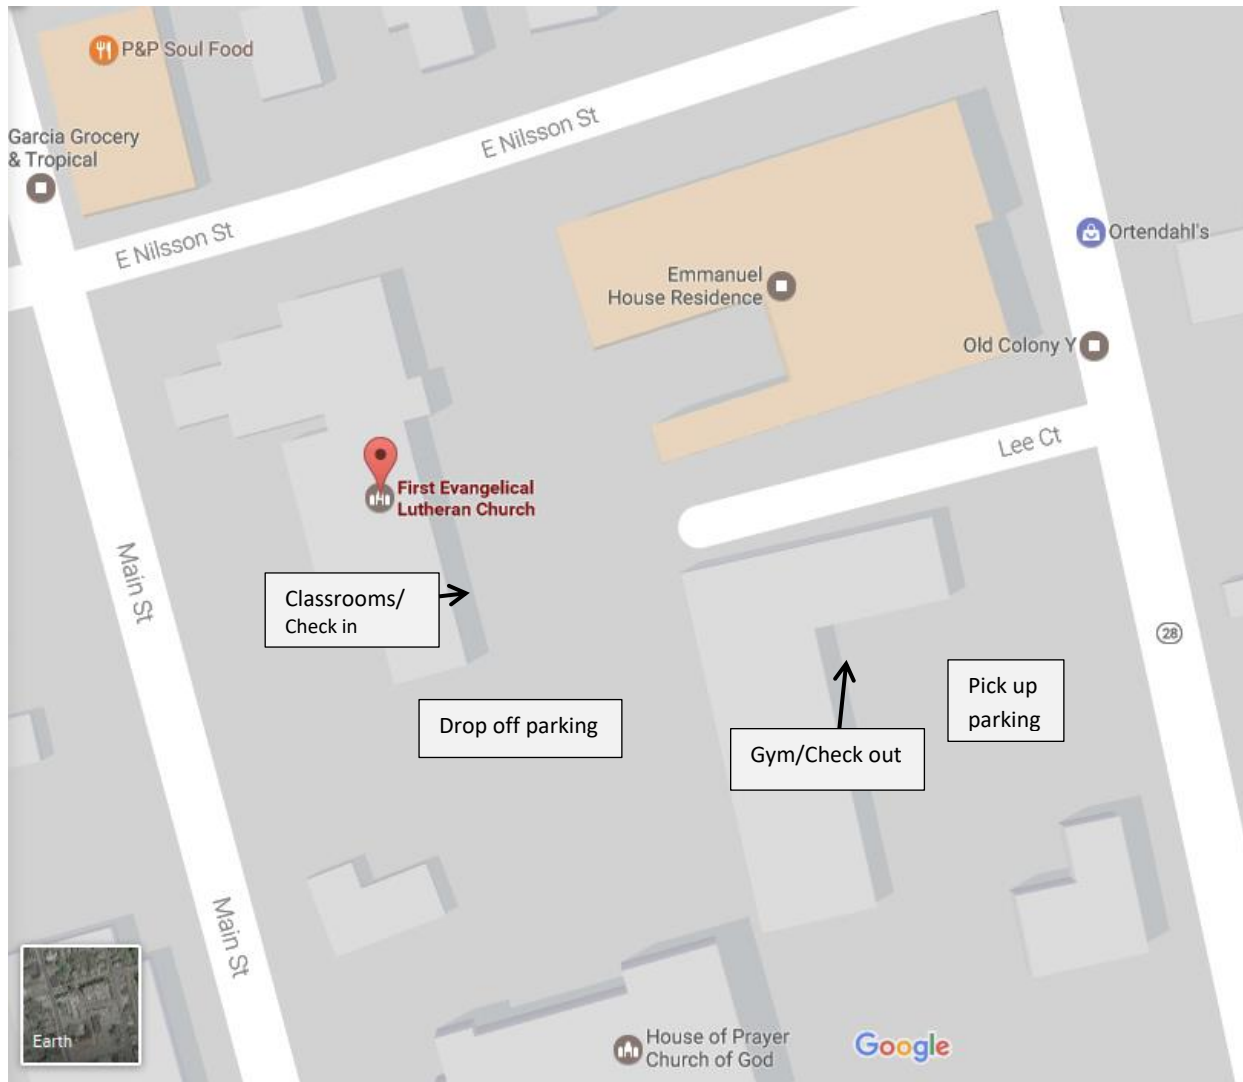 P&P Soul Food
Garcia Grocery
& Tropical
E Nilsson St
E Nilsson St
Emmanuel
House Residence
Ortendahl's
Old Colony Y
Lee Ct
First Evangelical
Lutheran Church
Main St
Classrooms/
Check in
28
Pick up
parking
Drop off parking
Gym/Check out
Main St
Earth
House of Prayer
Church of God
Google